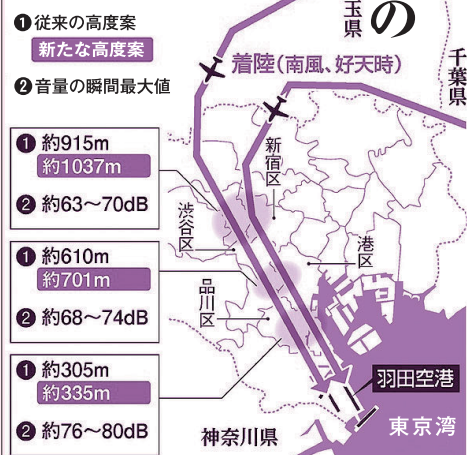 の
玉県
千葉県
❶従来の高度案
新たな高度案
❷音量の瞬間最大値
着陸(南風、好天時)
❶約915m
約1037m
❷約63〜70dB
❶約610m
約701m
❷約68〜74dB
❶約305m
約335m
❷約76〜80dB
新宿区
渋谷区
港区
品川区
羽田空港
東京湾
神奈川県